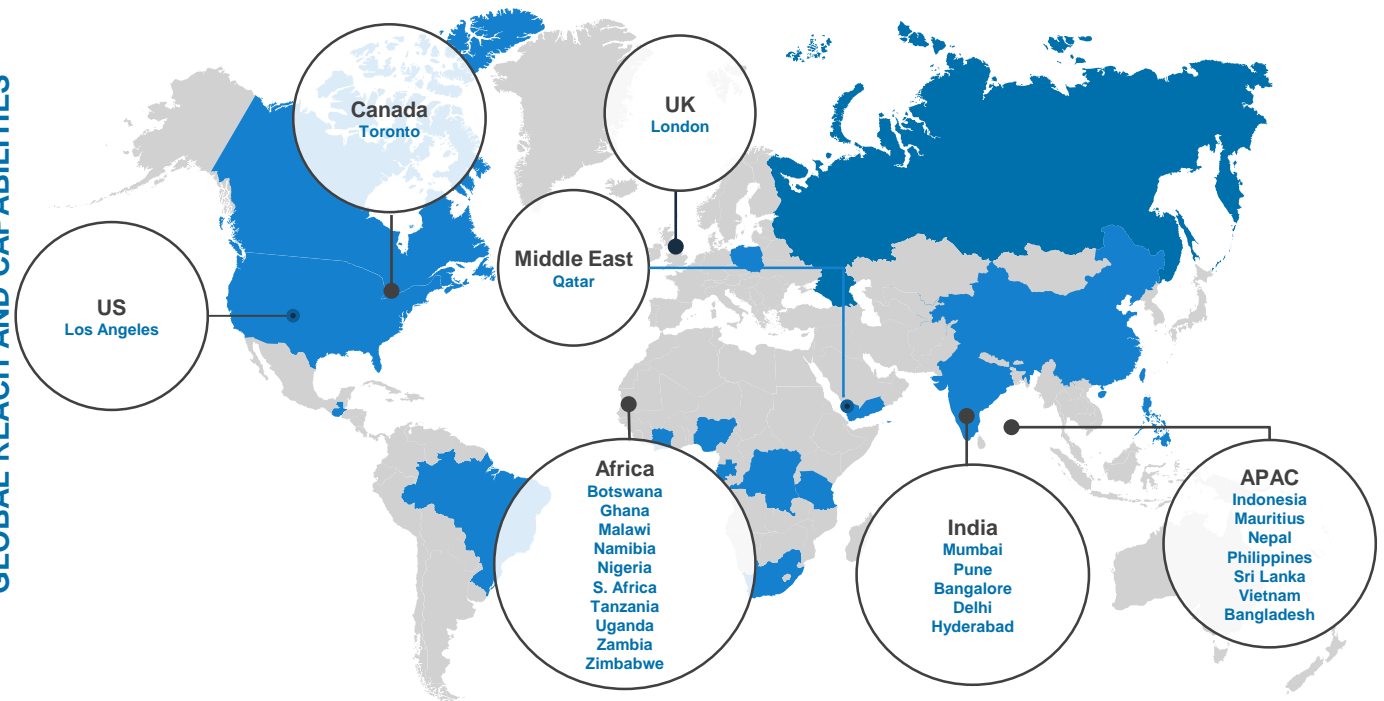 GLOBAL REACH AND CAPABILITIES
Canada
Toronto
UK
London
US
Los Angeles
Middle East
Qatar
Africa
Botswana
Ghana
Malawi
Namibia
Nigeria
S. Africa
Tanzania
Uganda
Zambia
Zimbabwe
India
Mumbai
Pune
Bangalore
Delhi
Hyderabad
APAC
Indonesia
Mauritius
Nepal
Philippines
Sri Lanka
Vietnam
Bangladesh